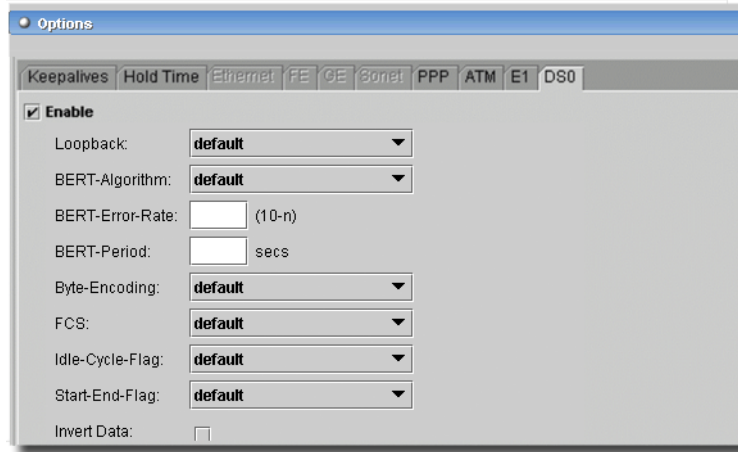 Options
Keepalives Hold Time Ethernet FE GE Sonet PPP ATM E1 DS0
Enable
Loopback: default
BERT-Algorithm: default
BERT-Error-Rate: (10-n)
BERT-Period: secs
Byte-Encoding: default
FCS: default
Idle-Cycle-Flag: default
Start-End-Flag: default
Invert Data: